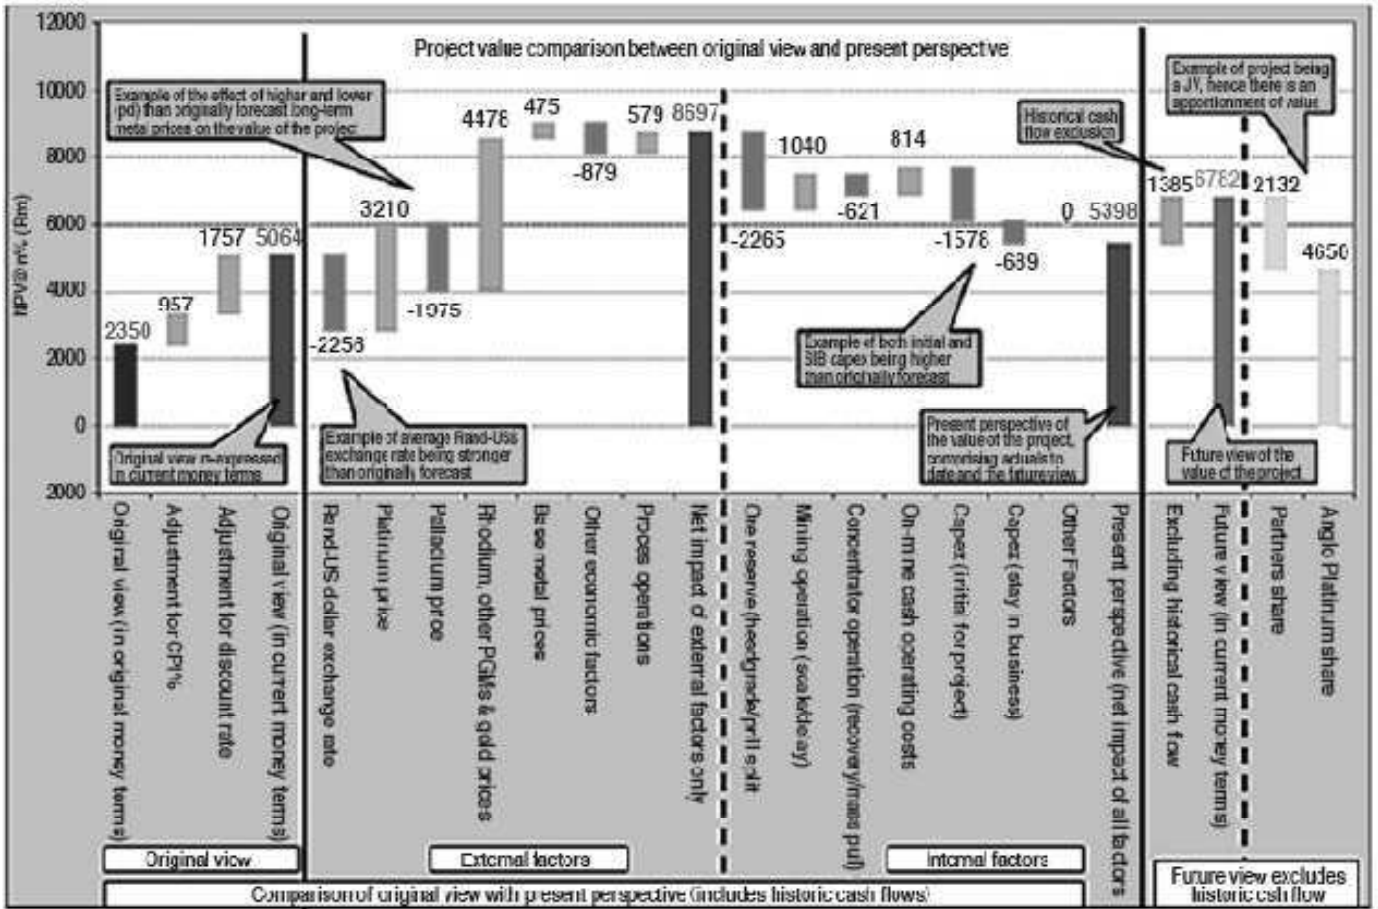 Project value comparison between original view and present perspective
NPV@ n% (Rm)
12000
10000
8000
6000
4000
2000
0
2000
Example of the effect of higher and lower
(pd) than originally forecast long-term
metal prices on the value of the project
Historical cash
flow exclusion
Example of project being
a JY, hence there is an
apportionment of value
Example of both initial and
SIB capex being higher
than originally forecast
Original view re-expressed
in current money terms
Example of average Rand-US$
exchange rate being stronger
than originally forecast
Present perspective of
the value of the project,
comprising actuals to
date and the future view
Future view of the
value of the project
2350
957
1757
5064
-2256
3210
-1975
4478
475
-879
579
8697
-2265
1040
-621
814
-1578
-689
0
5398
1385
6782
2132
4650
Original view (in original money terms)
Adjustment for CPI%
Adjustment for discount rate
Original view (in current money terms)
Rand-US dollar exchange rate
Platinum price
Palladium price
Rhodium, other PGMs & gold prices
Base metal prices
Other economic factors
Proces operations
Net impact of external factors only
Ore reserve (headgrade/prill split
Mining operation (scale/delay)
Concentrator operation (recovery/mass pull)
On-mine cash operating costs
Capex (initial for project)
Capex (stay n business)
Other Factors
Present perspective (net impact of all factors
Excluding historical cash flow
Future view (in current money terms)
Partners share
Anglo Platinum share
Original view
External factors
Internal factors
Comparison of original view with present perspective (includes historic cash flows)
Future view excludes
historic csh flow